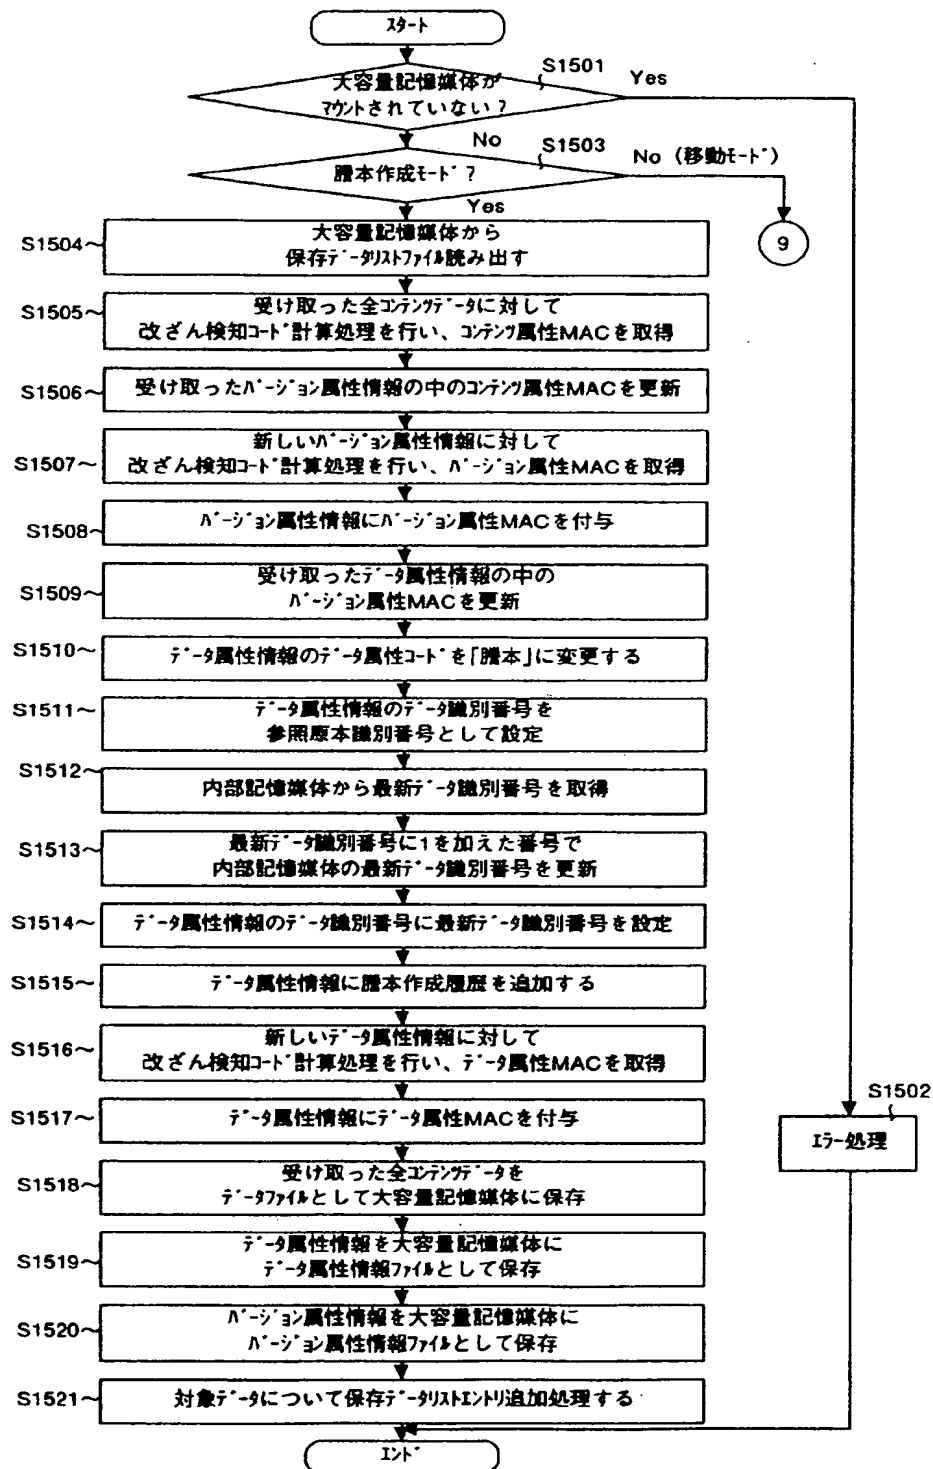 スタート
S1501
大容量記憶媒体が
マウントされていない？
Yes
No
S1503
謄本作成モード？
No（移動モード）
Yes
9
S1504
大容量記憶媒体から
保存データリストファイル読み出す
S1505
受け取った全コンテンツデータに対して
改ざん検知コード計算処理を行い、コンテンツ属性MACを取得
S1506
受け取ったバージョン属性情報の中のコンテンツ属性MACを更新
S1507
新しいバージョン属性情報に対して
改ざん検知コード計算処理を行い、バージョン属性MACを取得
S1508
バージョン属性情報にバージョン属性MACを付与
S1509
受け取ったデータ属性情報の中の
バージョン属性MACを更新
S1510
データ属性情報のデータ属性コードを「謄本」に変更する
S1511
データ属性情報のデータ識別番号を
参照原本識別番号として設定
S1512
内部記憶媒体から最新データ識別番号を取得
S1513
最新データ識別番号に1を加えた番号で
内部記憶媒体の最新データ識別番号を更新
S1514
データ属性情報のデータ識別番号に最新データ識別番号を設定
S1515
データ属性情報に謄本作成履歴を追加する
S1516
新しいデータ属性情報に対して
改ざん検知コード計算処理を行い、データ属性MACを取得
S1517
データ属性情報にデータ属性MACを付与
S1502
エラー処理
S1518
受け取った全コンテンツデータを
データファイルとして大容量記憶媒体に保存
S1519
データ属性情報を大容量記憶媒体に
データ属性情報ファイルとして保存
S1520
バージョン属性情報を大容量記憶媒体に
バージョン属性情報ファイルとして保存
S1521
対象データについて保存データリストエントリ追加処理する
エンド